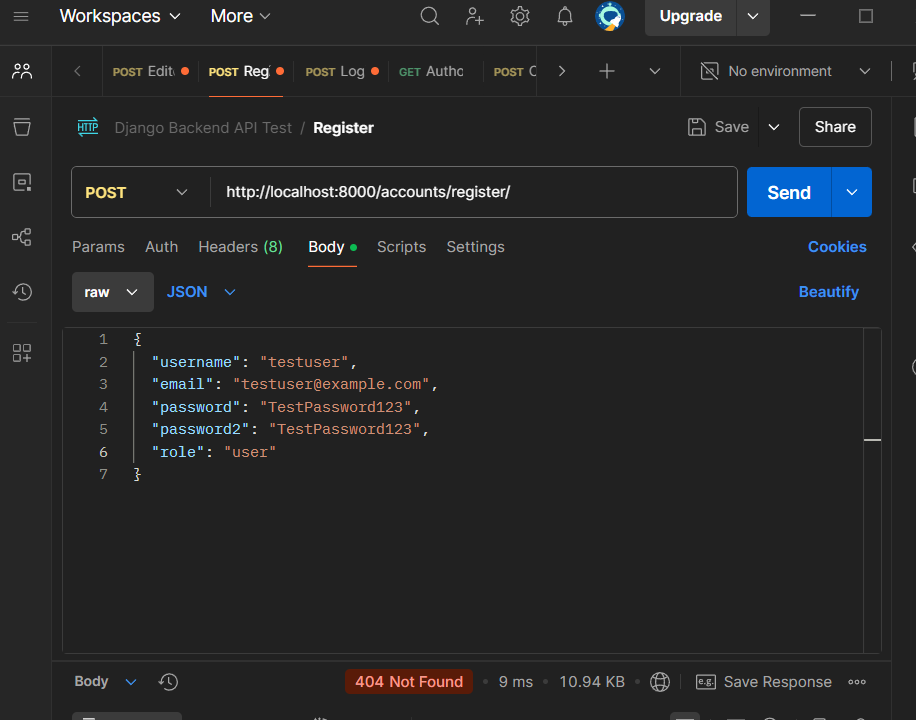 Workspaces More Upgrade
POST Edit POST Reg POST Log GET Autho POST C No environment
HTTP Django Backend API Test / Register Save Share
POST http://localhost:8000/accounts/register/ Send
Params Auth Headers (8) Body Scripts Settings Cookies
raw JSON Beautify
1 {
2 "username": "testuser",
3 "email": "testuser@example.com",
4 "password": "TestPassword123",
5 "password2": "TestPassword123",
6 "role": "user"
7 }
Body 404 Not Found • 9 ms • 10.94 KB • e.g. Save Response